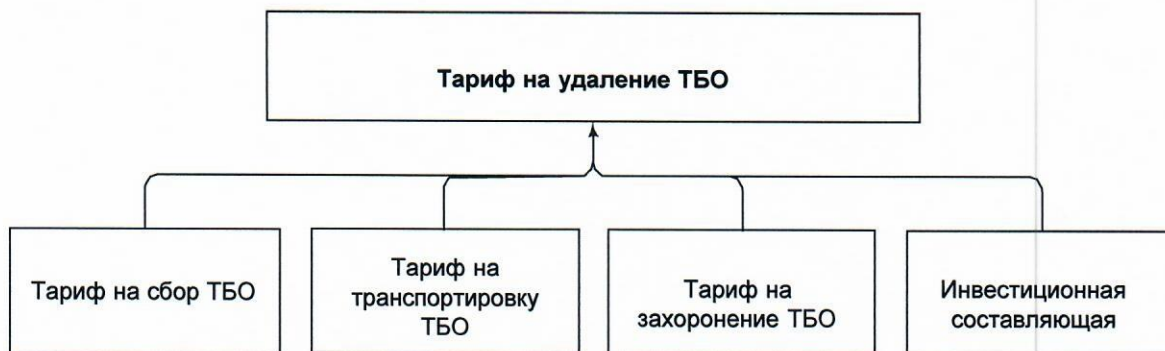 Тариф на удаление ТБО
Тариф на сбор ТБО
Тариф на
транспортировку
ТБО
Тариф на
захоронение ТБО
Инвестиционная
составляющая